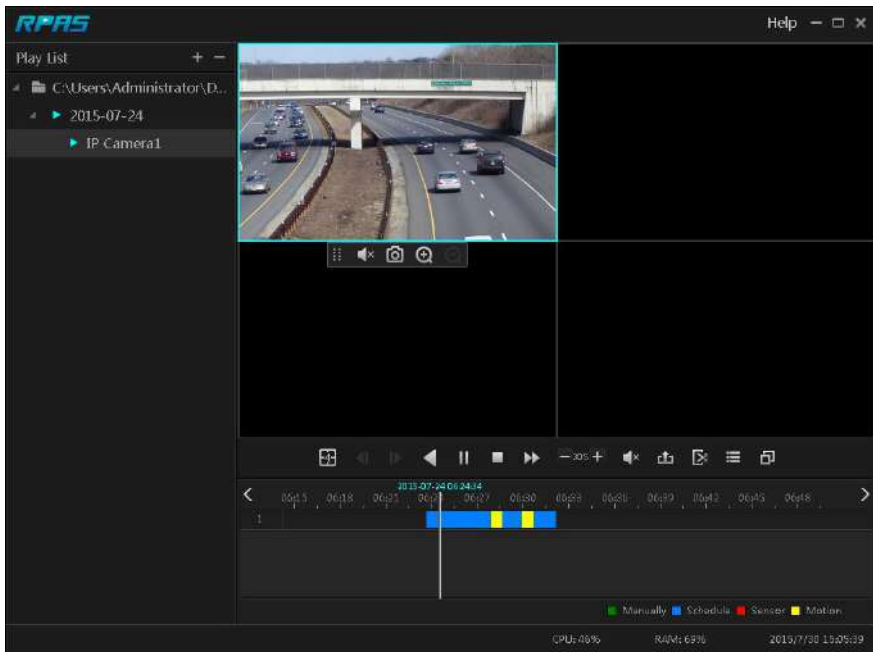 RPAS
Help
Play List
C:\Users\Administrator\D...
2015-07-24
IP Camera1
30S
2015-07-24 06:24:34
06:15 06:18 06:21 06:24 06:27 06:30 06:33 06:36 06:39 06:42 06:45 06:48
1
Manually Schedule Sensor Motion
CPU: 46% RAM: 69% 2015/7/30 15:05:39